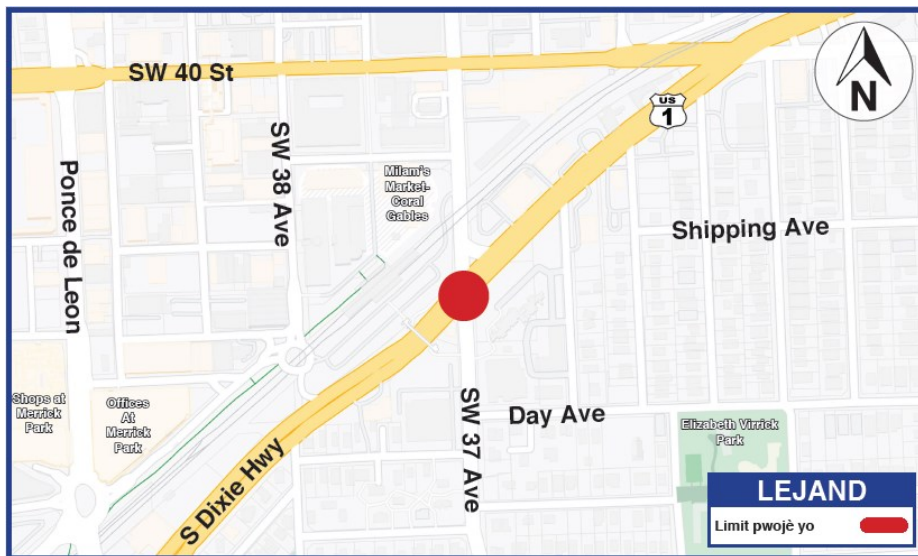 SW 40 St
US
1
N
Ponce de Leon
SW 38 Ave
Milam's
Market-
Coral
Gables
Shipping Ave
Shops at
Merrick
Park
Offices
At
Merrick
Park
S Dixie Hwy
SW 37 Ave
Day Ave
Elizabeth Virrick
Park
LEJAND
Limit pwojè yo